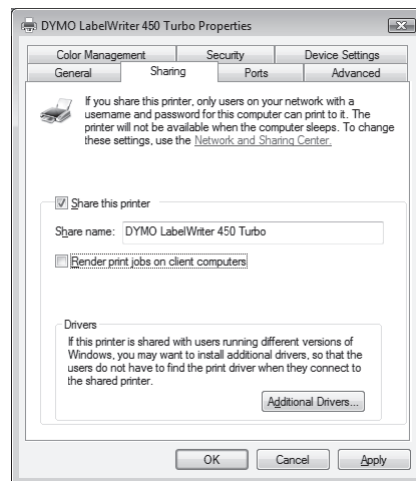 DYMO LabelWriter 450 Turbo Properties
Color Management Security Device Settings
General Sharing Ports Advanced
If you share this printer, only users on your network with a
username and password for this computer can print to it. The
printer will not be available when the computer sleeps. To change
these settings, use the Network and Sharing Center.
Share this printer
Share name: DYMO LabelWriter 450 Turbo
Render print jobs on client computers
Drivers
If this printer is shared with users running different versions of
Windows, you may want to install additional drivers, so that the
users do not have to find the print driver when they connect to
the shared printer.
Additional Drivers...
OK Cancel Apply